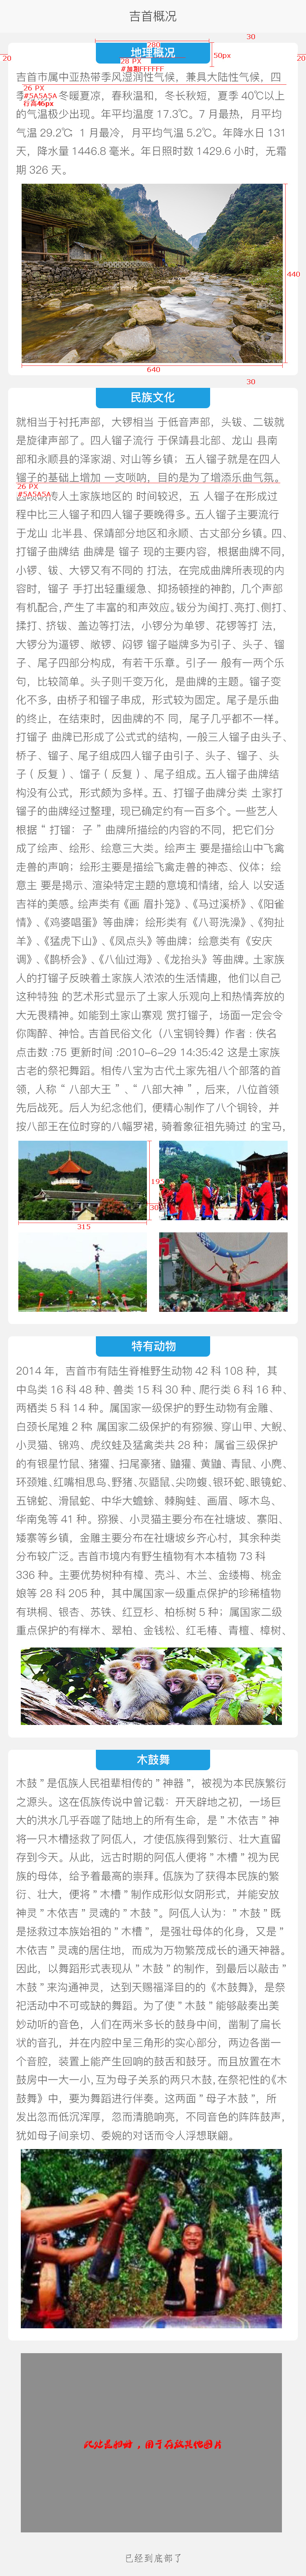 吉首概况
30
20
280
20
地理概况
50px
28 PX
#加粗FFFFFF
吉首市属中亚热带季风湿润性气候，兼具大陆性气候，四
冬暖夏凉，春秋温和，冬长秋短，夏季 40℃以上
26 PX
#5A5A5A
行高46px
的气温极少出现。年平均温度 17.3℃。7 月最热，月平均
气温 29.2℃ 1 月最冷，月平均气温 5.2℃。年降水日 131
天，降水量 1446.8 毫米。年日照时数 1429.6 小时，无霜
期 326 天。
440
640
30
民族文化
就相当于衬托声部，大锣相当 于低音声部，头钹、二钹就
是旋律声部了。四人镏子流行 于保靖县北部、龙山 县南
部和永顺县的泽家湖、对山等乡镇；五人镏子就是在四人
镏子的基础上增加 一支唢呐，目的是为了增添乐曲气氛。
26 PX
#5A5A5A
传人土家族地区的 时间较迟，五 人镏子在形成过
程中比三人镏子和四人镏子要晚得多。五人镏子主要流行
于龙山 北半县、保靖部分地区和永顺、古丈部分乡镇。四、
打镏子曲牌结 曲牌是 镏子 现的主要内容，根据曲牌不同，
小锣、钹、大锣又有不同的 打法，在完成曲牌所表现的内
容时，镏子 手打出轻重缓急、抑扬顿挫的神韵，几个声部
有机配合，产生了丰富的和声效应。钹分为闽打、亮打、侧打、
揉打、挤钹、盖边等打法，小锣分为单锣、花锣等打 法，
大锣分为逼锣、敞锣、闷锣 镏子嗌牌多为引子、头子、镏
子、尾子四部分构成，有若干乐章。引子一 般有一两个乐
句，比较简单。头子则千变万化，是曲牌的主题。镏子变
化不多，由桥子和镏子串成，形式较为固定。尾子是乐曲
的终止，在结束时，因曲牌的不 同，尾子几乎都不一样。
打镏子 曲牌已形成了公式式的结构，一般三人镏子由头子、
桥子、镏子、尾子组成四人镏子由引子、头子、镏子、头
子（反复）、馏子（反复）、尾子组成。五人镏子曲牌结
构没有公式，形式颇为多样。五、打镏子曲牌分类 土家打
镏子的曲牌经过整理，现已确定约有一百多个。一些艺人
根据＂打镏：子＂曲牌所描绘的内容的不同，把它们分
成了绘声、绘形、绘意三大类。绘声主 要是描绘山中飞禽
走兽的声响；绘形主要是描绘飞禽走兽的神态、仪体；绘
意主 要是揭示、渲染特定主题的意境和情绪，给人 以安适
吉祥的美感。绘声类有《画 眉扑笼》、《马过溪桥》、《阳雀
情》、《鸡婆唱蛋》等曲牌；绘形类有《八哥洗澡》、《狗扯
羊》、《猛虎下山》、《凤点头》等曲牌；绘意类有《安庆
调》、《鹊桥会》、《八仙过海》、《龙抬头》等曲牌。土家族
人的打镏子反映着土家族人浓浓的生活情趣，他们以自己
这种特独 的艺术形式显示了土家人乐观向上和热情奔放的
大无畏精神。如能到土家山寨观 赏打镏子，场面一定会令
你陶醉、神恰。吉首民俗文化（八宝铜铃舞）作者：佚名
点击数 :75 更新时间 :2010-6-29 14:35:42 这是土家族
古老的祭祀舞蹈。相传八宝为古代土家先祖八个部落的首
领，人称＂八部大王＂、＂八部大神＂，后来，八位首领
先后战死。后人为纪念他们，便精心制作了八个铜铃，并
按八部王在位时穿的八幅罗裙，骑着象征祖先骑过 的宝马，
190
30
315
特有动物
2014 年，吉首市有陆生脊椎野生动物 42 科 108 种，其
中鸟类 16 科 48 种、兽类 15 科 30 种、爬行类 6 科 16 种、
两栖类 5 科 14 种。属国家一级保护的野生动物有金雕、
白颈长尾雉 2 种；属国家二级保护的有猕猴、穿山甲、大鲵、
小灵猫、锦鸡、虎纹蛙及猛禽类共 28 种；属省三级保护
的有银星竹鼠、猪獾、扫尾豪猪、鼬獾、黄鼬、青鼠、小麂、
环颈雉、红嘴相思鸟、野猪、灰鼯鼠、尖吻蝮、银环蛇、眼镜蛇、
五锦蛇、滑鼠蛇、中华大蟾蜍、棘胸蛙、画眉、啄木鸟、
华南兔等 41 种。猕猴、小灵猫主要分布在社塘坡、寨阳、
矮寨等乡镇，金雕主要分布在社塘坡乡齐心村，其余种类
分布较广泛。吉首市境内有野生植物有木本植物 73 科
336 种。主要优势树种有樟、壳斗、木兰、金缕梅、桃金
娘等 28 科 205 种，其中属国家一级重点保护的珍稀植物
有珙桐、银杏、苏铁、红豆杉、柏栎树 5 种；属国家二级
重点保护的有榉木、翠柏、金钱松、红毛椿、青檀、樟树、
木鼓舞
木鼓＂是佤族人民祖辈相传的＂神器＂，被视为本民族繁衍
之源头。这在佤族传说中曾记载：开天辟地之初，一场巨
大的洪水几乎吞噬了陆地上的所有生命，是＂木依吉＂神
将一只木槽拯救了阿佤人，才使佤族得到繁衍、壮大直留
存到今天。从此，远古时期的阿佤人便将＂木槽＂视为民
族的母体，给予着最高的崇拜。佤族为了获得本民族的繁
衍、壮大，便将＂木槽＂制作成形似女阴形式，并能安放
神灵＂木依吉＂灵魂的＂木鼓＂。阿佤人认为：＂木鼓＂既
是拯救过本族始祖的＂木槽＂，是强壮母体的化身，又是＂
木依吉＂灵魂的居住地，而成为万物繁茂成长的通天神器。
因此，以舞蹈形式表现从＂木鼓＂的制作，到最后以敲击＂
木鼓＂来沟通神灵，达到天赐福泽目的的《木鼓舞》，是祭
祀活动中不可或缺的舞蹈。为了使＂木鼓＂能够敲奏出美
妙动听的音色，人们在两米多长的鼓身中间，凿制了扁长
状的音孔，并在内腔中呈三角形的实心部分，两边各凿一
个音腔，装置上能产生回响的鼓舌和鼓牙。而且放置在木
鼓房中一大一小，互为母子关系的两只木鼓，在祭祀性的《木
鼓舞》中，要为舞蹈进行伴奏。这两面＂母子木鼓＂，所
发出忽而低沉浑厚，忽而清脆响亮，不同音色的阵阵鼓声，
犹如母子间亲切、委婉的对话而令人浮想联翩。
此处是相册，用于存放其他图片
已经到底部了